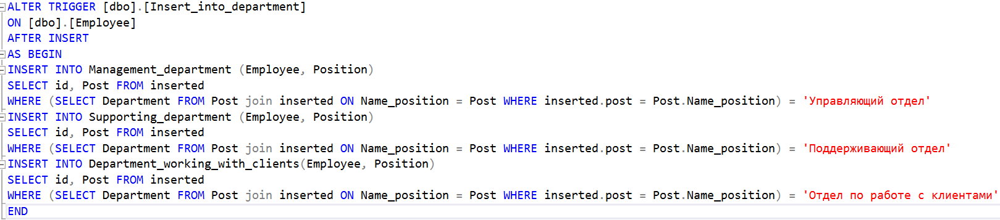 ALTER TRIGGER [dbo].[Insert_into_department]
ON [dbo].[Employee]
AFTER INSERT
AS BEGIN
INSERT INTO Management_department (Employee, Position)
SELECT id, Post FROM inserted
WHERE (SELECT Department FROM Post join inserted ON Name_position = Post WHERE inserted.post = Post.Name_position) = 'Управляющий отдел'
INSERT INTO Supporting_department (Employee, Position)
SELECT id, Post FROM inserted
WHERE (SELECT Department FROM Post join inserted ON Name_position = Post WHERE inserted.post = Post.Name_position) = 'Поддерживающий отдел'
INSERT INTO Department_working_with_clients(Employee, Position)
SELECT id, Post FROM inserted
WHERE (SELECT Department FROM Post join inserted ON Name_position = Post WHERE inserted.post = Post.Name_position) = 'Отдел по работе с клиентами'
END